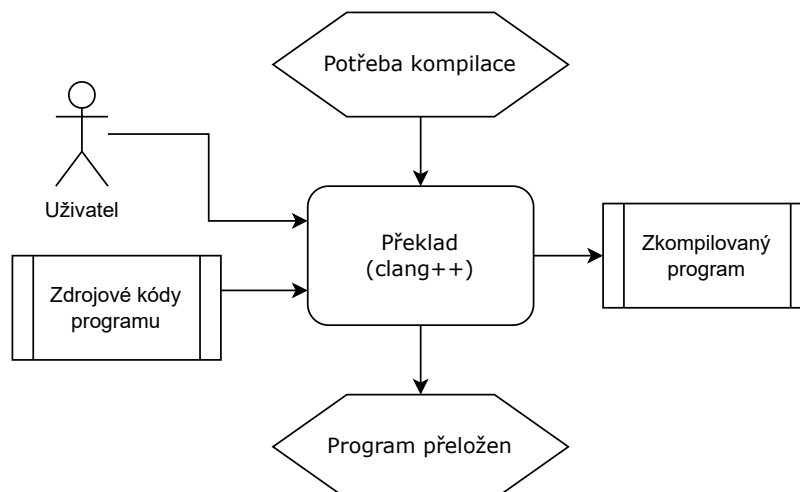 Potřeba kompilace
Uživatel
Překlad
(clang++)
Zdrojové kódy
programu
Zkompilovaný
program
Program přeložen